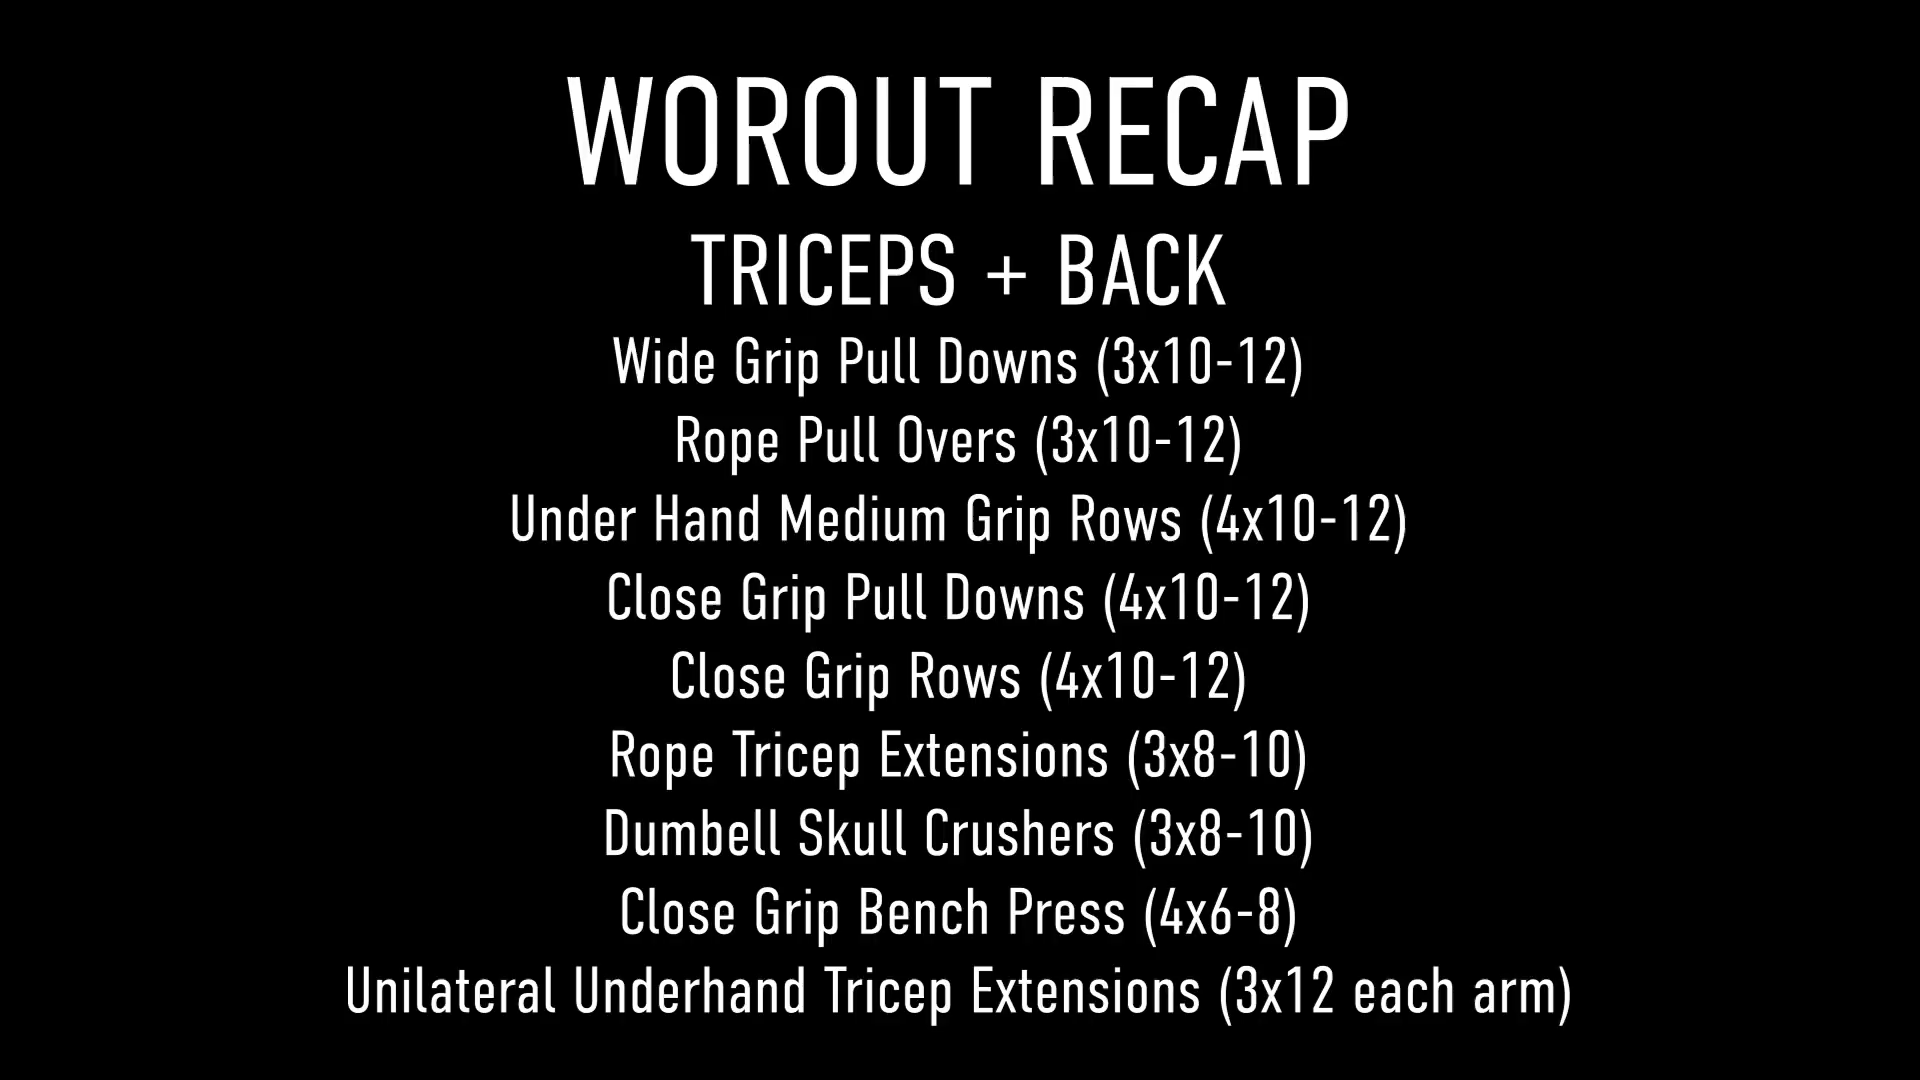 WOROUT RECAP
TRICEPS + BACK
Wide Grip Pull Downs (3x10-12)
Rope Pull Overs (3x10-12)
Under Hand Medium Grip Rows (4x10-12)
Close Grip Pull Downs (4x10-12)
Close Grip Rows (4x10-12)
Rope Tricep Extensions (3x8-10)
Dumbell Skull Crushers (3x8-10)
Close Grip Bench Press (4x6-8)
Unilateral Underhand Tricep Extensions (3x12 each arm)